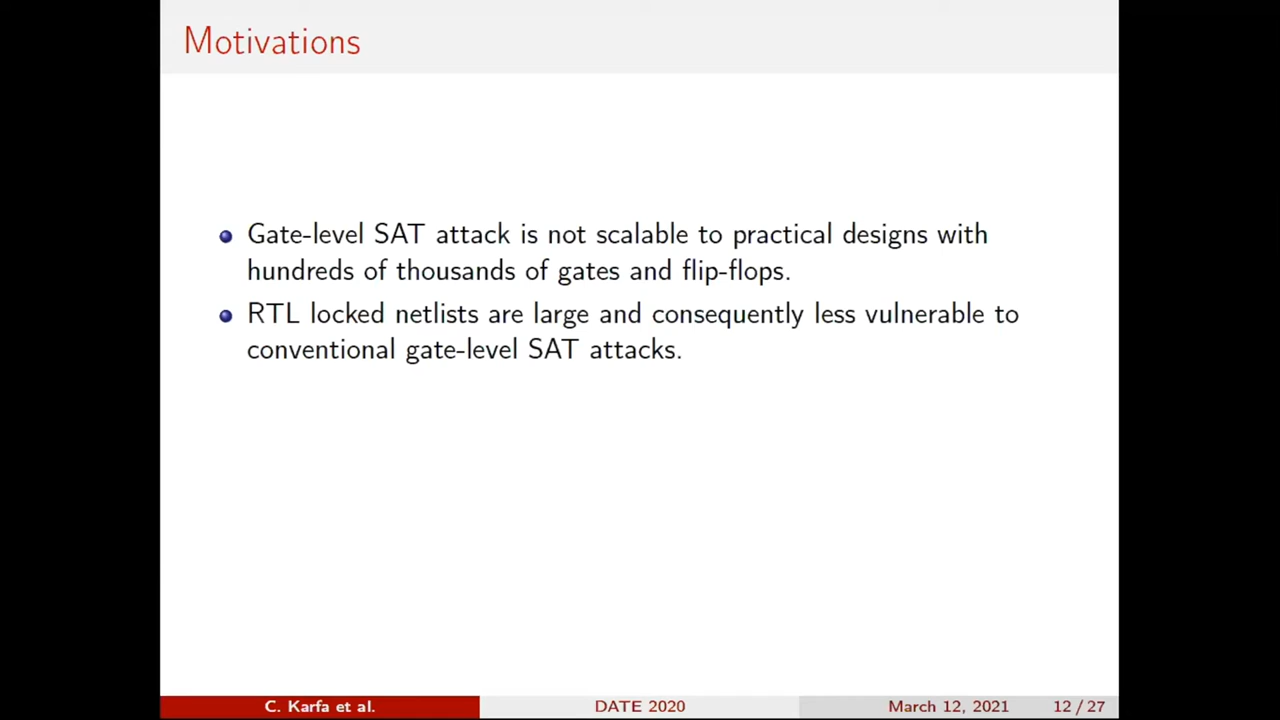 Motivations
Gate-level SAT attack is not scalable to practical designs with
hundreds of thousands of gates and flip-flops.
RTL locked netlists are large and consequently less vulnerable to
conventional gate-level SAT attacks.
C. Karfa et al. DATE 2020 March 12, 2021 12 / 27